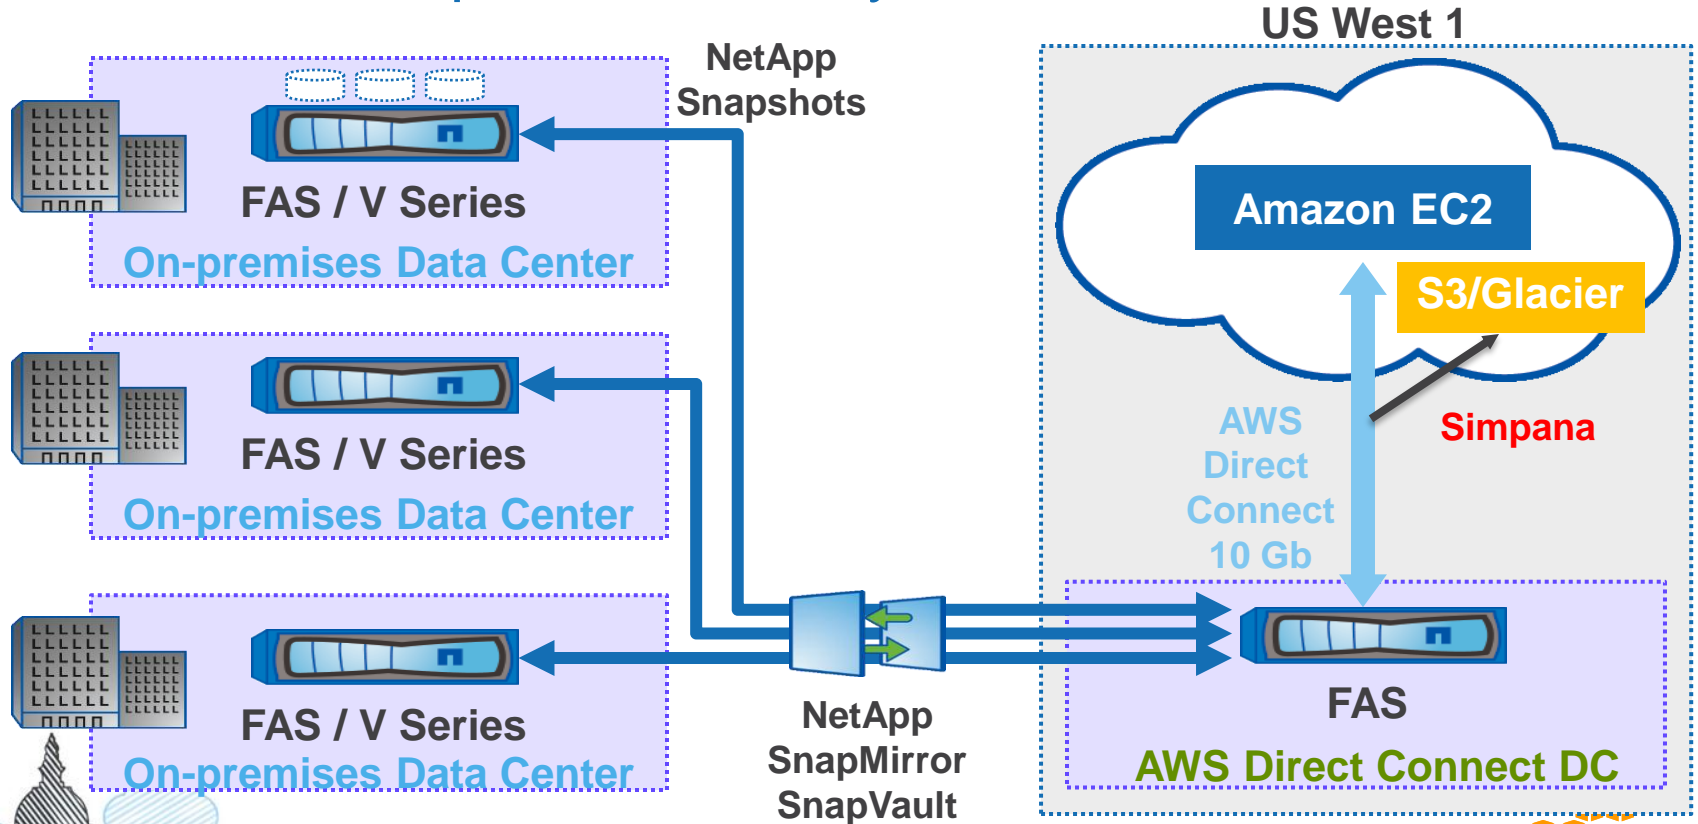 US West 1
NetApp
Snapshots
FAS / V Series
On-premises Data Center
Amazon EC2
S3/Glacier
FAS / V Series
On-premises Data Center
AWS
Direct
Connect
10 Gb
Simpana
FAS / V Series
On-premises Data Center
NetApp
SnapMirror
SnapVault
FAS
AWS Direct Connect DC